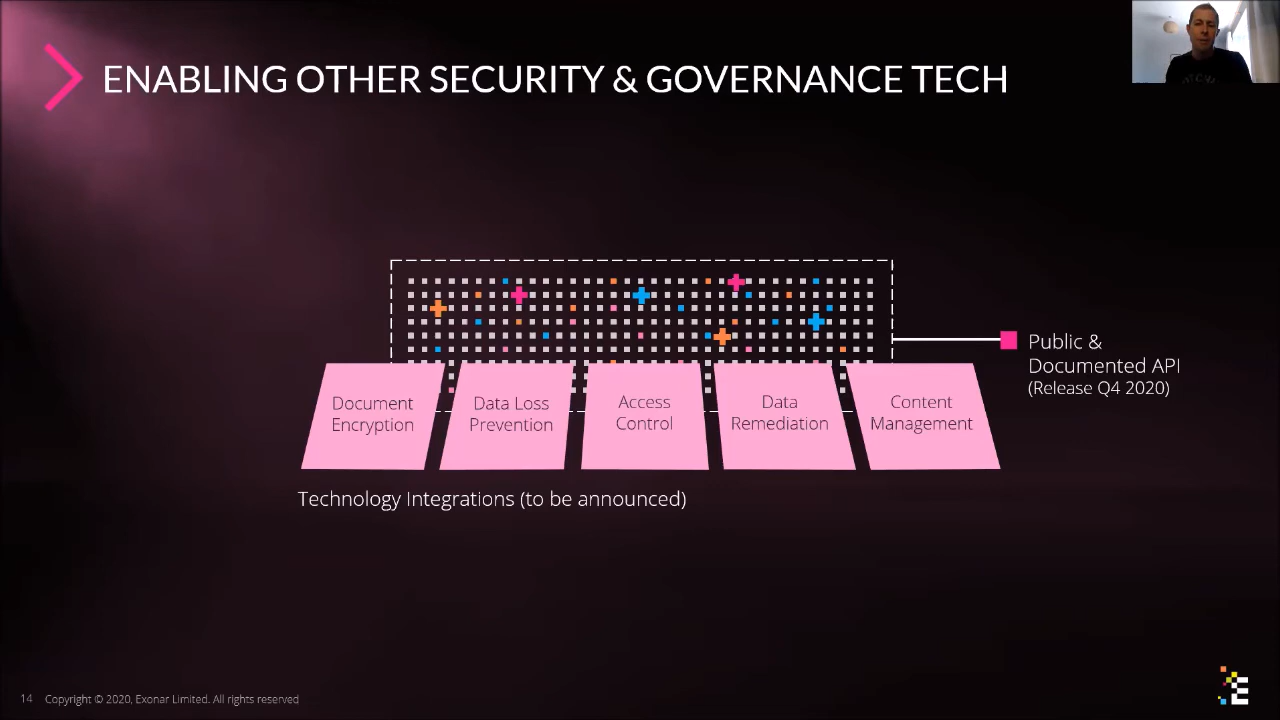 ENABLING OTHER SECURITY & GOVERNANCE TECH
Public &
Documented API
(Release Q4 2020)
Document
Encryption
Data Loss
Prevention
Access
Control
Data
Remediation
Content
Management
Technology Integrations (to be announced)
14 Copyright © 2020, Exonar Limited. All rights reserved